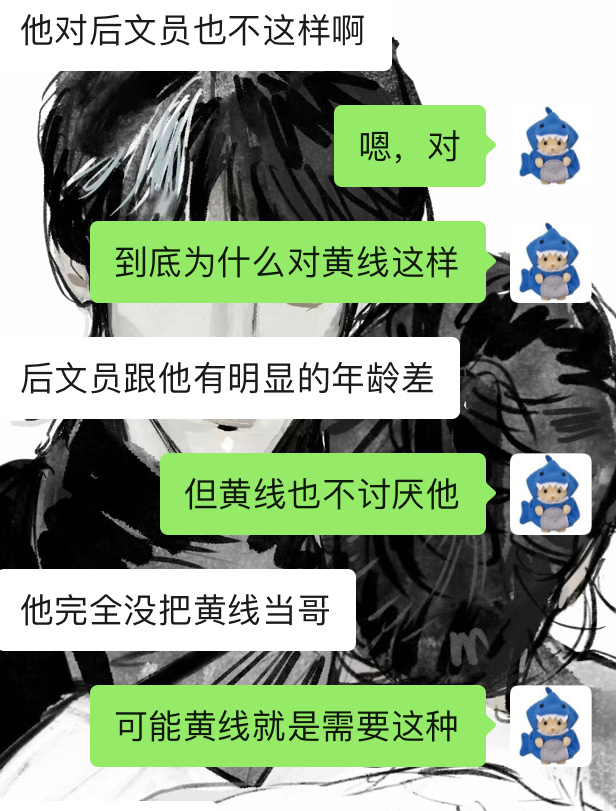 他对后文员也不这样啊
嗯，对
到底为什么对黄线这样
后文员跟他有明显的年龄差
但黄线也不讨厌他
他完全没把黄线当哥
可能黄线就是需要这种